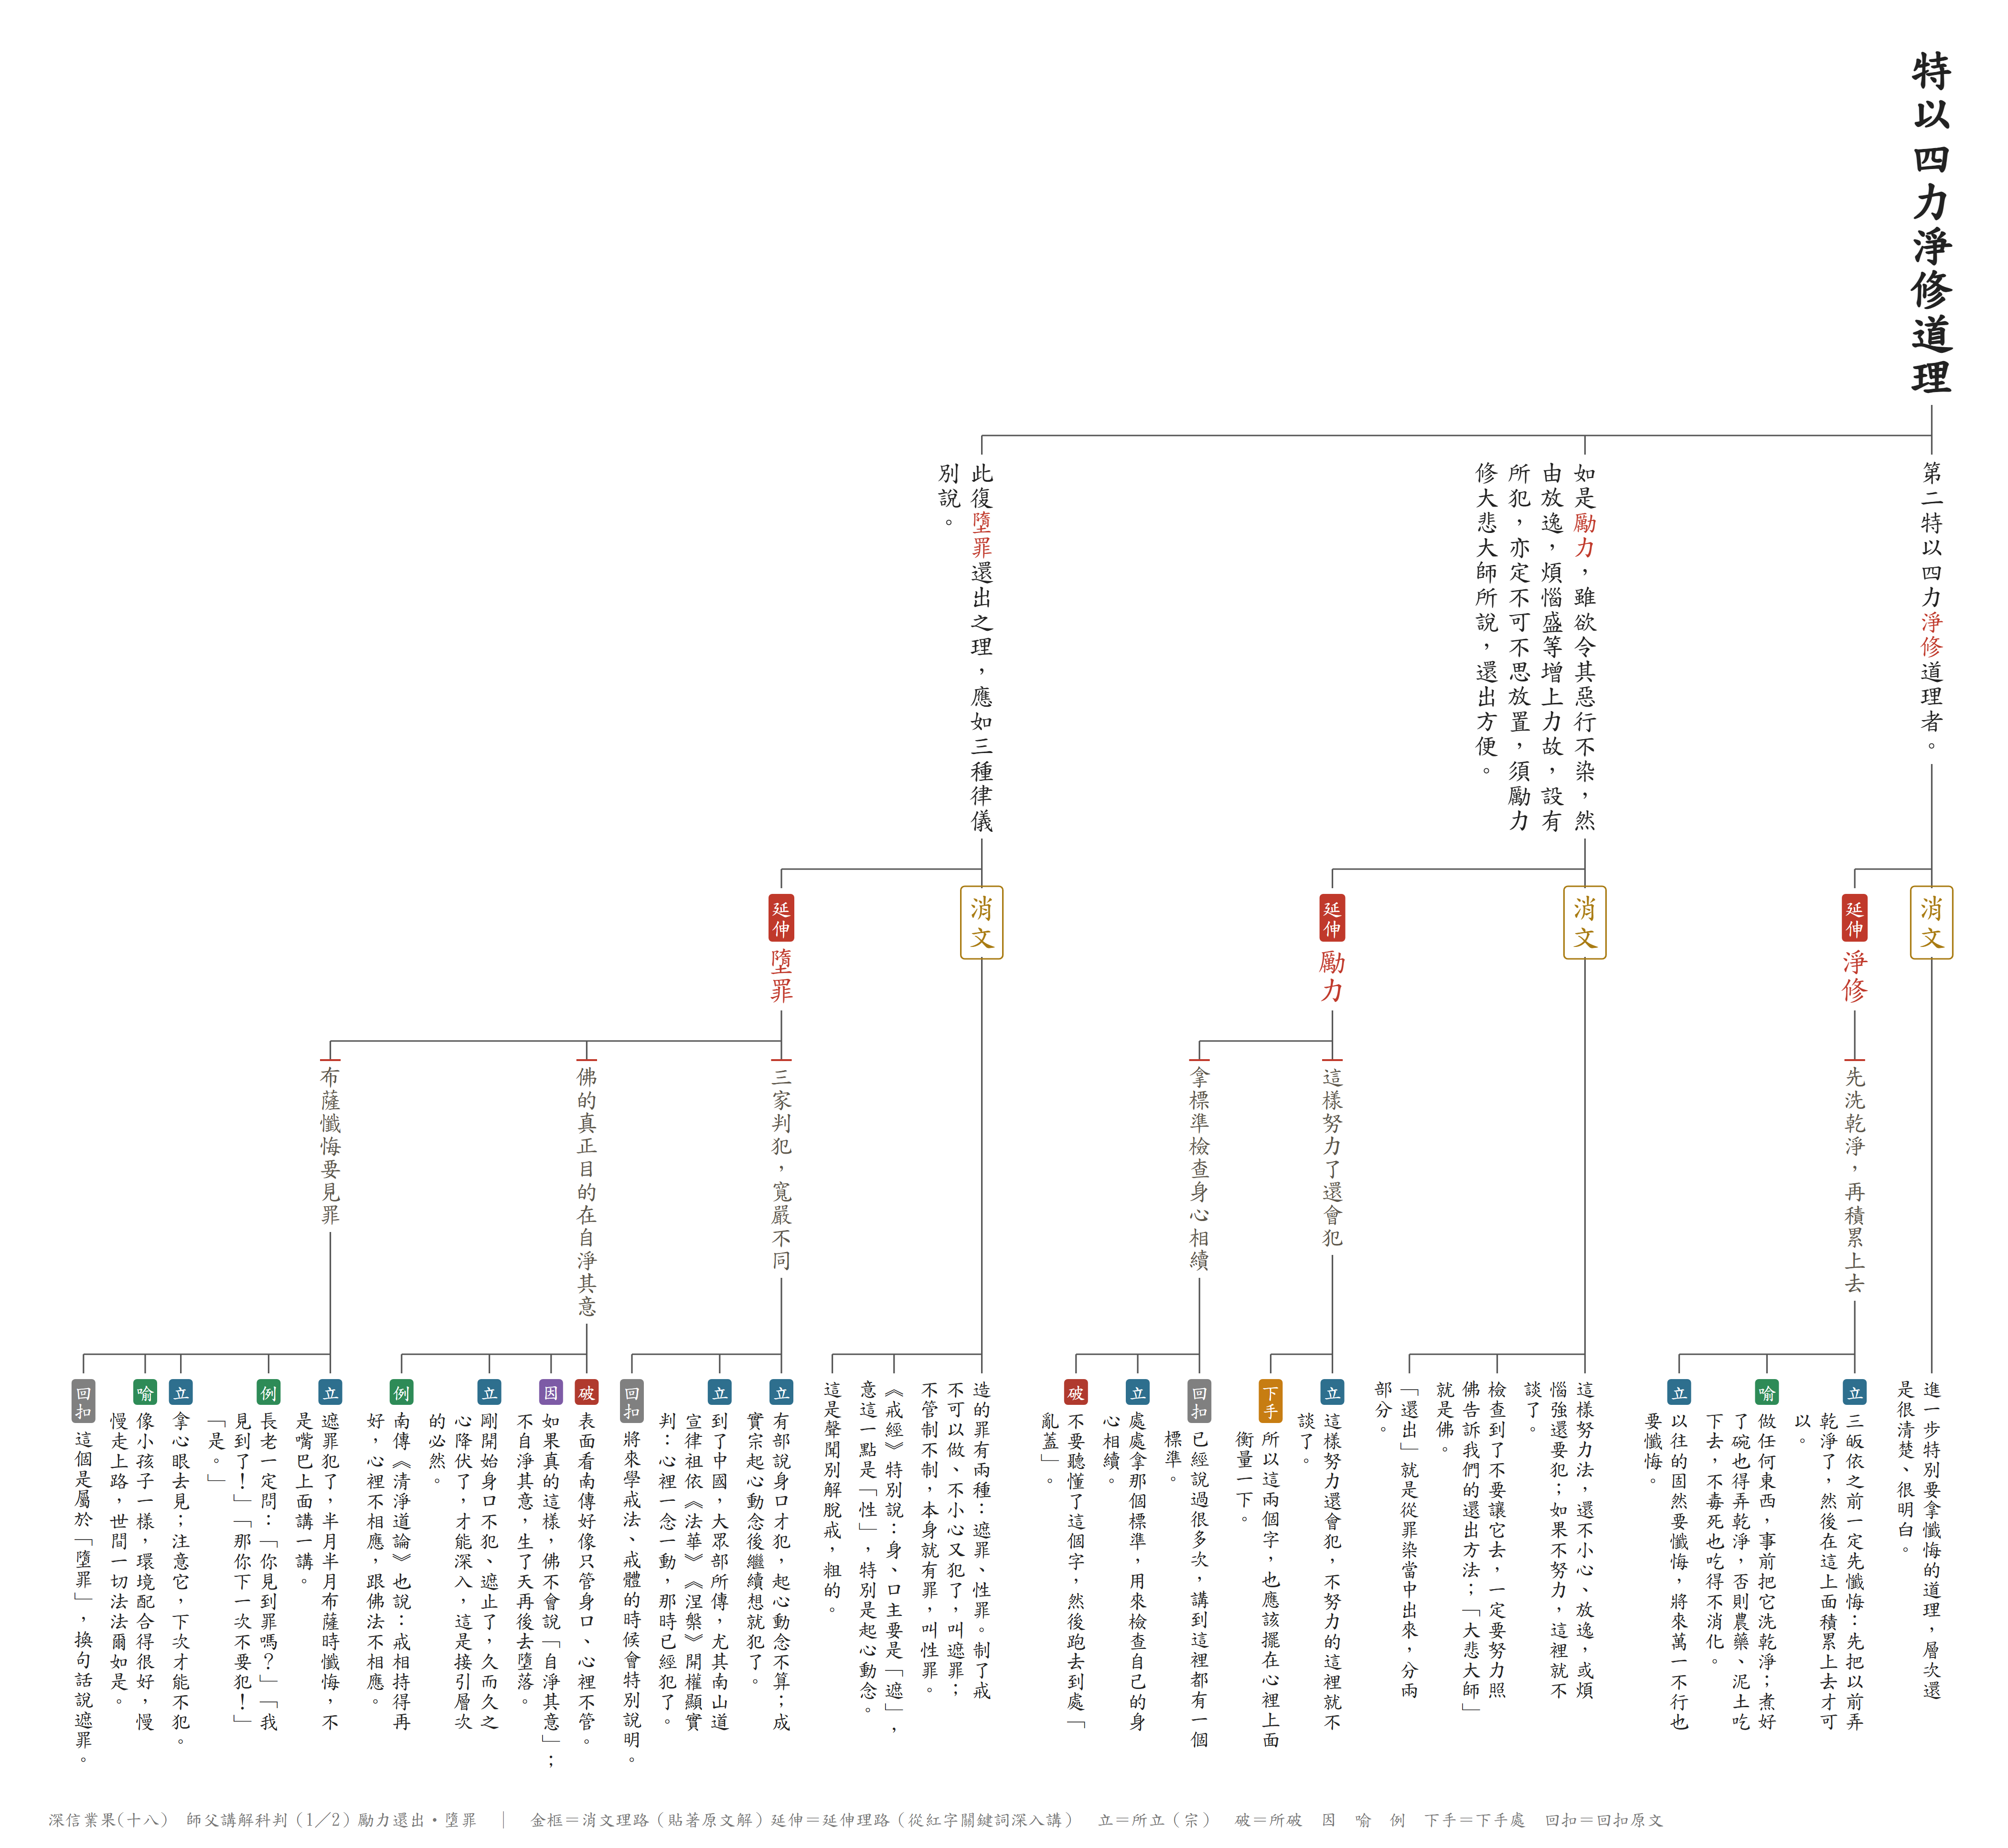 特以四力淨修道理
第二特以四力淨修道理者。
如是勵力，雖欲令其惡行不染，然
由放逸，煩惱盛等增上力故，設有
所犯，亦定不可不思放置，須勵力
修大悲大師所說，還出方便。
此復墮罪還出之理，應如三種律儀
別說。
消文
延伸
淨修
消文
延伸
勵力
消文
延伸
墮罪
先洗乾淨，再積累上去
這樣努力了還會犯
拿標準檢查身心相續
三家判犯，寬嚴不同
佛的真正目的在自淨其意
布薩懺悔要見罪
進一步特別要拿懺悔的道理，層次還
是很清楚、很明白。
立
三皈依之前一定先懺悔：先把以前弄
乾淨了，然後在這上面積累上去才可
以。
喻
做任何東西，事前把它洗乾淨；煮好
了碗也得弄乾淨，否則農藥、泥土吃
下去，不毒死也吃得不消化。
立
以往的固然要懺悔，將來萬一不行也
要懺悔。
這樣努力法，還不小心、放逸，或煩
惱強還要犯；如果不努力，這裡就不
談了。
檢查到了不要讓它去，一定要努力照
佛告訴我們的還出方法；「大悲大師」
就是佛。
「還出」就是從罪染當中出來，分兩
部分。
立
這樣努力還會犯，不努力的這裡就不
談了。
下手
所以這兩個字，也應該擺在心裡上面
衡量一下。
回扣
已經說過很多次，講到這裡都有一個
標準。
立
處處拿那個標準，用來檢查自己的身
心相續。
破
不要聽懂了這個字，然後跑去到處「
亂蓋」。
造的罪有兩種：遮罪、性罪。制了戒
不可以做、不小心又犯了，叫遮罪；
不管制不制，本身就有罪，叫性罪。
《戒經》特別說：身、口主要是「遮」，
意這一點是「性」，特別是起心動念。
這是聲聞別解脫戒，粗的。
立
有部說身口才犯，起心動念不算；成
實宗起心動念後繼續想就犯了。
立
到了中國，大眾部所傳，尤其南山道
宣律祖依《法華》《涅槃》開權顯實
判：心裡一念一動，那時已經犯了。
回扣
將來學戒法、戒體的時候會特別說明。
破
表面看南傳好像只管身口、心裡不管。
因
如果真的這樣，佛不會說「自淨其意」；
不自淨其意，生了天再後去墮落。
立
剛開始身口不犯、遮止了，久而久之
心降伏了，才能深入，這是接引層次
的必然。
例
南傳《清淨道論》也說：戒相持得再
好，心裡不相應，跟佛法不相應。
立
遮罪犯了，半月半月布薩時懺悔，不
是嘴巴上面講一講。
例
長老一定問：「你見到罪嗎？」「我
見到了！」「那你下一次不要犯！」
「是。」
立
拿心眼去見；注意它，下次才能不犯。
喻
像小孩子一樣，環境配合得很好，慢
慢走上路，世間一切法法爾如是。
回扣
這個是屬於「墮罪」，換句話說遮罪。
深信業果(十八)　師父講解科判（1／2）勵力還出・墮罪　｜　金框＝消文理路（貼著原文解）延伸＝延伸理路（從紅字關鍵詞深入講）　立＝所立（宗）　破＝所破　因　喻　例　下手＝下手處　回扣＝回扣原文